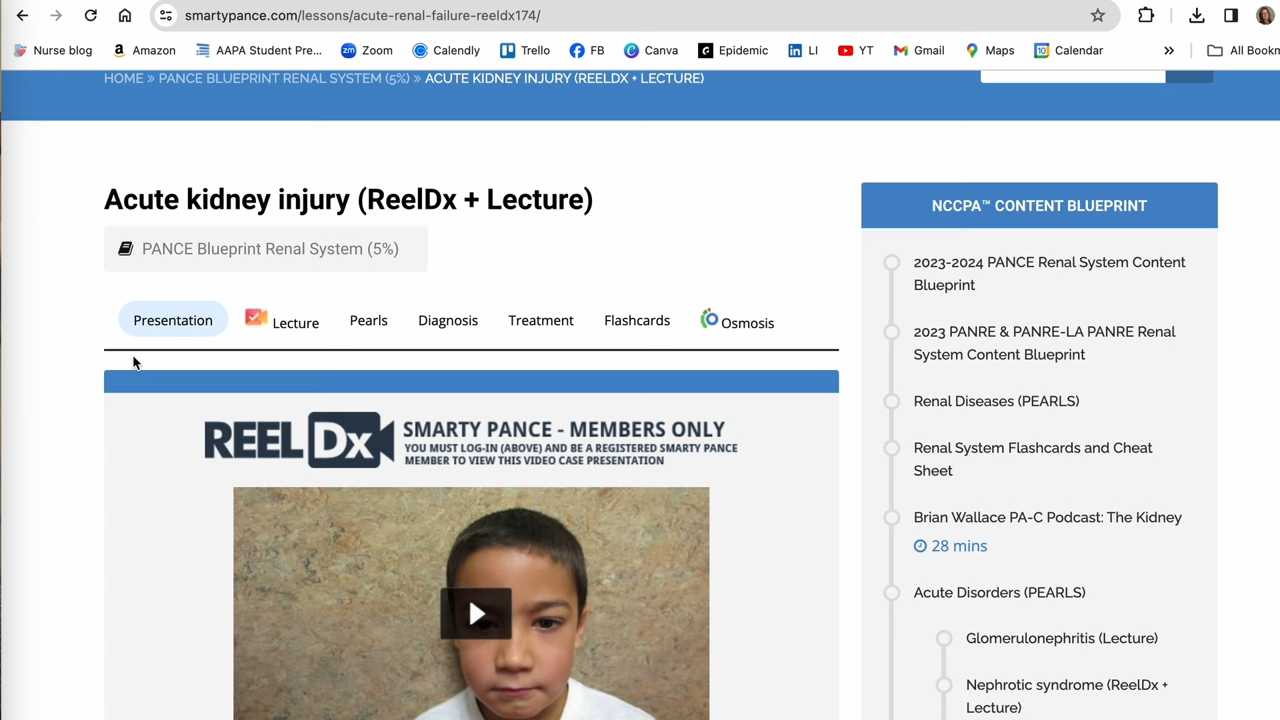 smartypance.com/lessons/acute-renal-failure-reeldx174/
Nurse blog
Amazon
AAPA Student Pre...
zm Zoom
Calendly
Trello
FB
Canva
Epidemic
LI
YT
Gmail
Maps
10 Calendar
»
All Bookm
HOME » PANCE BLUEPRINT RENAL SYSTEM (5%) » ACUTE KIDNEY INJURY (REELDX + LECTURE)
Acute kidney injury (ReelDx + Lecture)
PANCE Blueprint Renal System (5%)
Presentation
Lecture
Pearls
Diagnosis
Treatment
Flashcards
Osmosis
REEL Dx
SMARTY PANCE - MEMBERS ONLY
YOU MUST LOG-IN (ABOVE) AND BE A REGISTERED SMARTY PANCE
MEMBER TO VIEW THIS VIDEO CASE PRESENTATION
NCCPA™ CONTENT BLUEPRINT
2023-2024 PANCE Renal System Content
Blueprint
2023 PANRE & PANRE-LA PANRE Renal
System Content Blueprint
Renal Diseases (PEARLS)
Renal System Flashcards and Cheat
Sheet
Brian Wallace PA-C Podcast: The Kidney
28 mins
Acute Disorders (PEARLS)
Glomerulonephritis (Lecture)
Nephrotic syndrome (ReelDx +
Lecture)